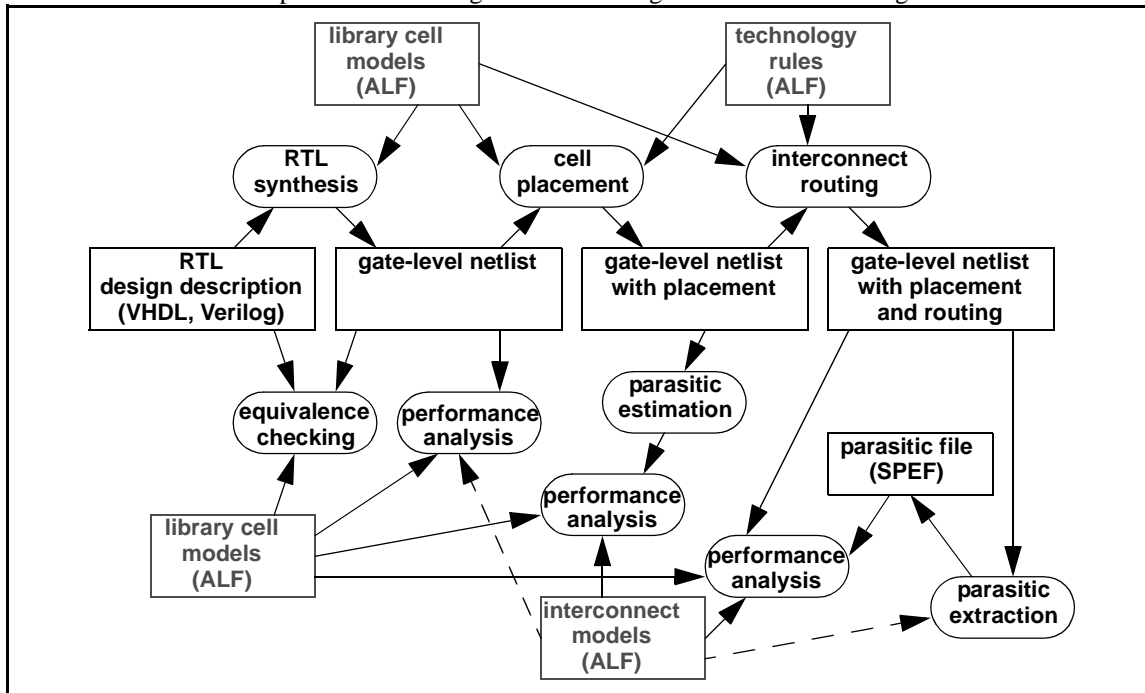 library cell
models
(ALF)
technology
rules
(ALF)
RTL
synthesis
cell
placement
interconnect
routing
RTL
design description
(VHDL, Verilog)
gate-level netlist
gate-level netlist
with placement
gate-level netlist
with placement
and routing
equivalence
checking
performance
analysis
parasitic
estimation
parasitic file
(SPEF)
performance
analysis
library cell
models
(ALF)
performance
analysis
parasitic
extraction
interconnect
models
(ALF)